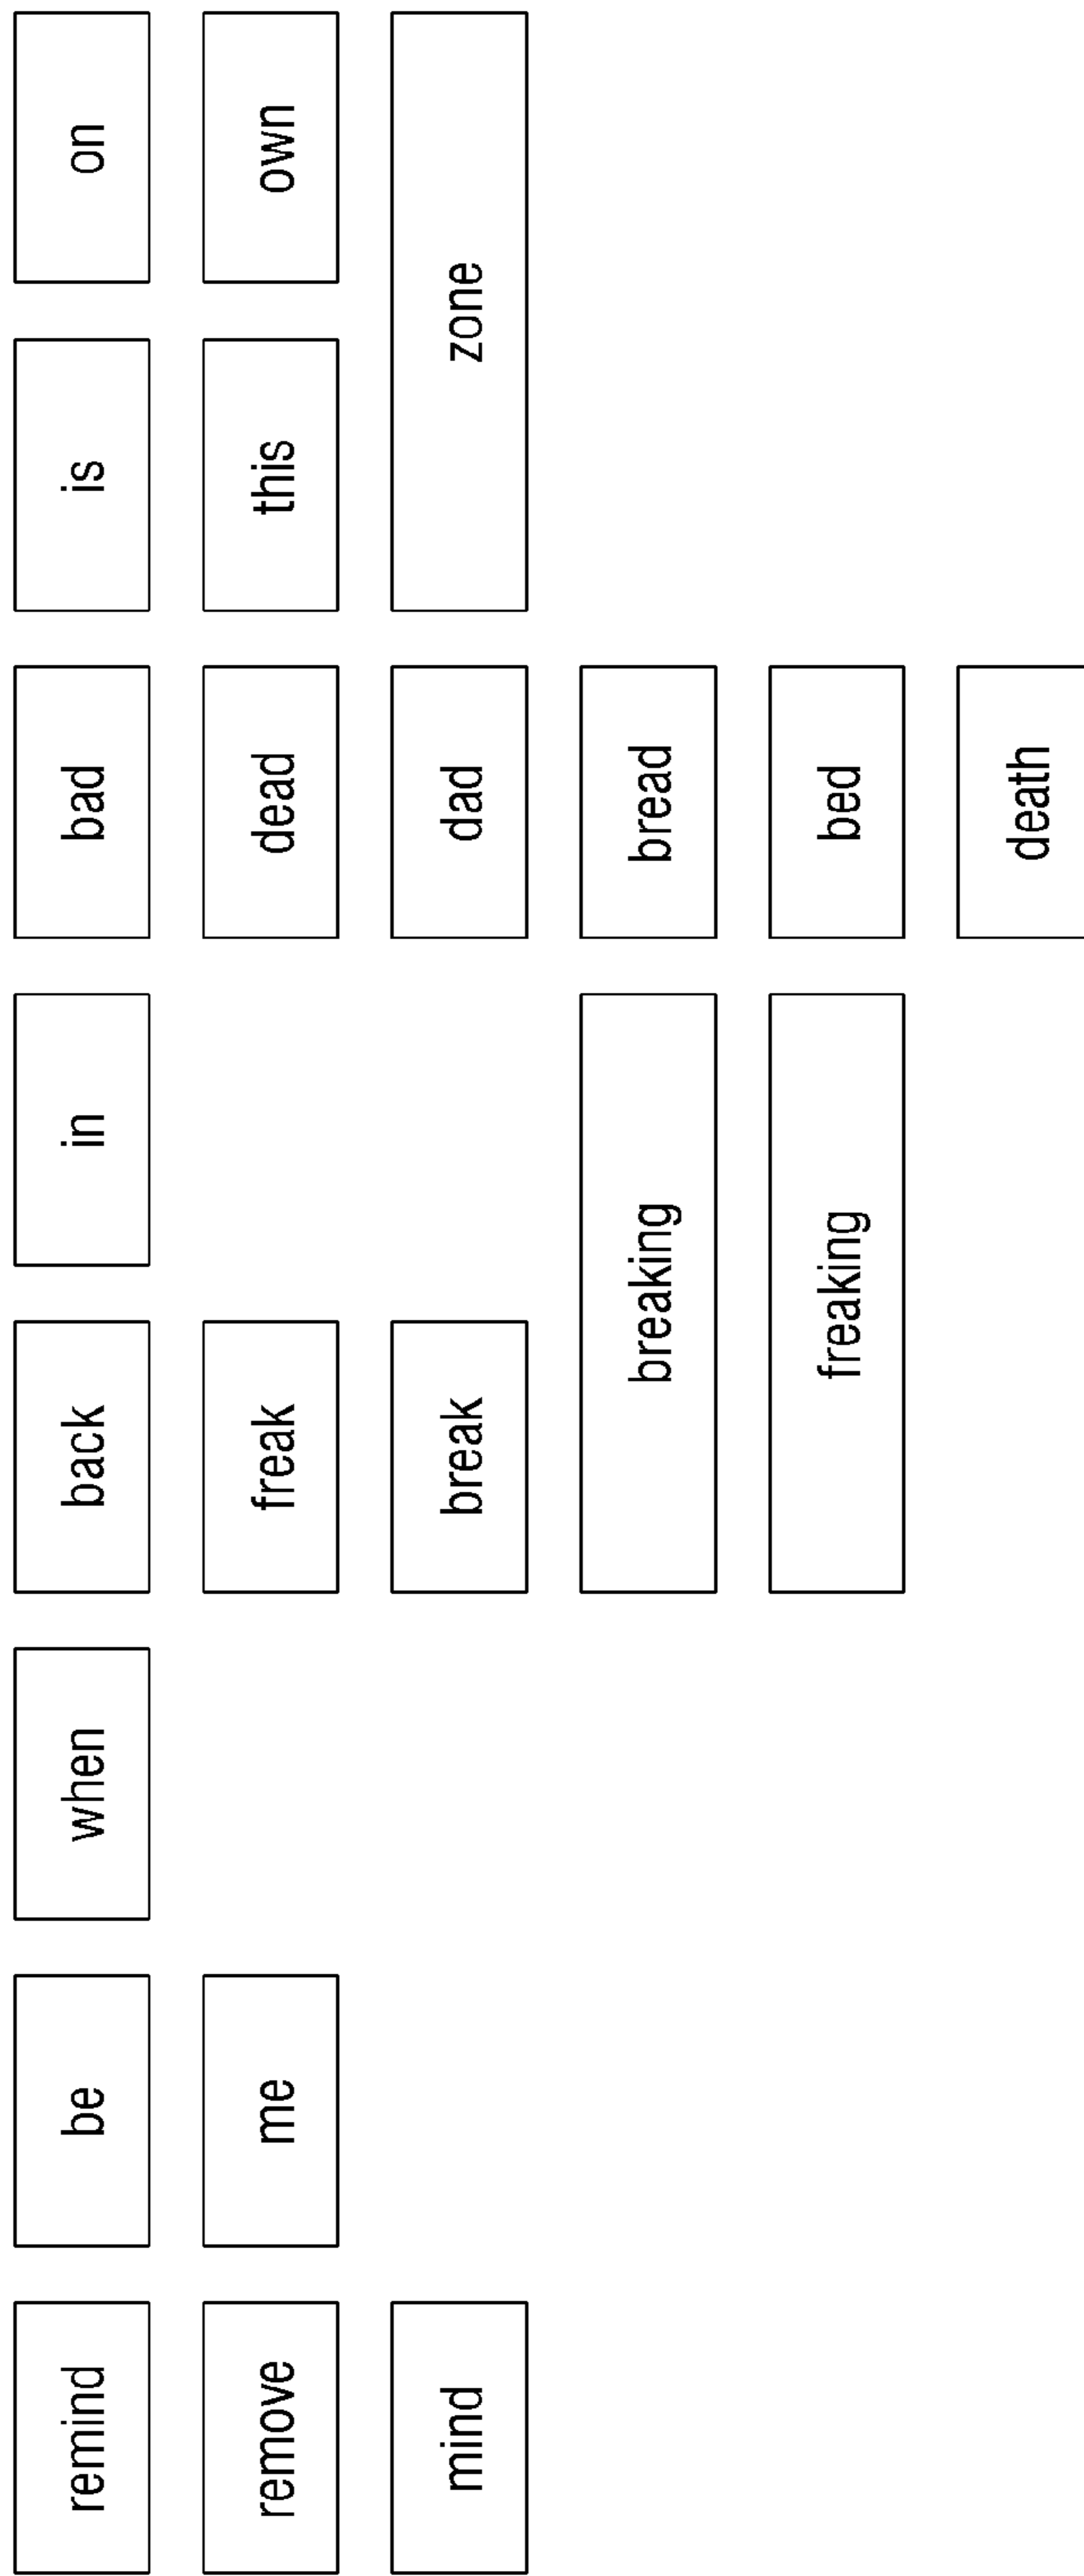 remind be when back in bad is on
remove me freak dead this own
mind break dad zone
breaking bread
freaking bed
death